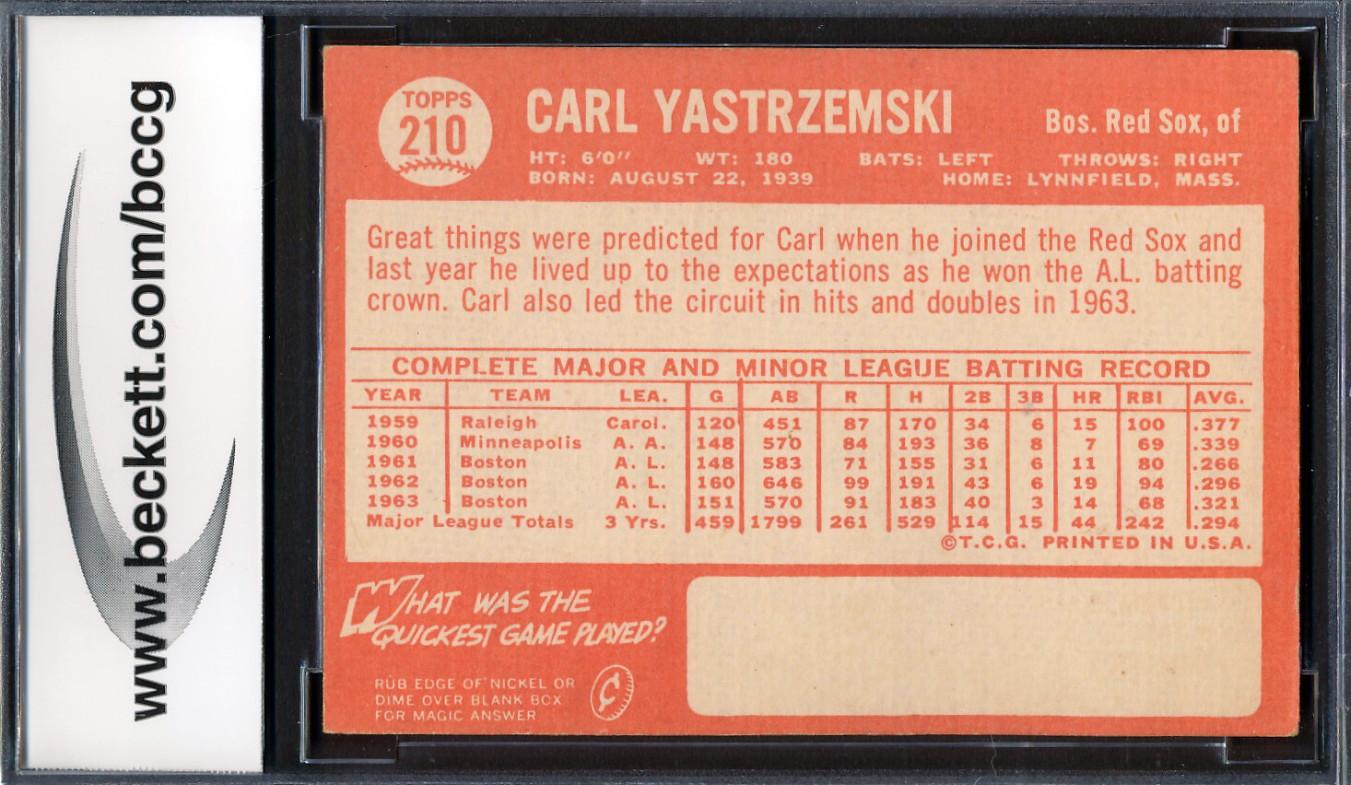 www.beckett.com/bccg
TOPPS
210
CARL YASTRZEMSKI
Bos. Red Sox, of
HT: 6'0" WT: 180 BATS: LEFT THROWS: RIGHT
BORN: AUGUST 22, 1939 HOME: LYNNFIELD, MASS.
Great things were predicted for Carl when he joined the Red Sox and
last year he lived up to the expectations as he won the A.L. batting
crown. Carl also led the circuit in hits and doubles in 1963.
COMPLETE MAJOR AND MINOR LEAGUE BATTING RECORD
YEAR TEAM LEA. G AB R H 2B 3B HR RBI AVG.
1959 Raleigh Carol. 120 451 87 170 34 6 15 100 .377
1960 Minneapolis A. A. 148 570 84 193 36 8 7 69 .339
1961 Boston A. L. 148 583 71 155 31 6 11 80 .266
1962 Boston A. L. 160 646 99 191 43 6 19 94 .296
1963 Boston A. L. 151 570 91 183 40 3 14 68 .321
Major League Totals 3 Yrs. 459 1799 261 529 114 15 44 242 .294
©T.C.G. PRINTED IN U.S.A.
WHAT WAS THE
QUICKEST GAME PLAYED?
RUB EDGE OF NICKEL OR
DIME OVER BLANK BOX
FOR MAGIC ANSWER
¢